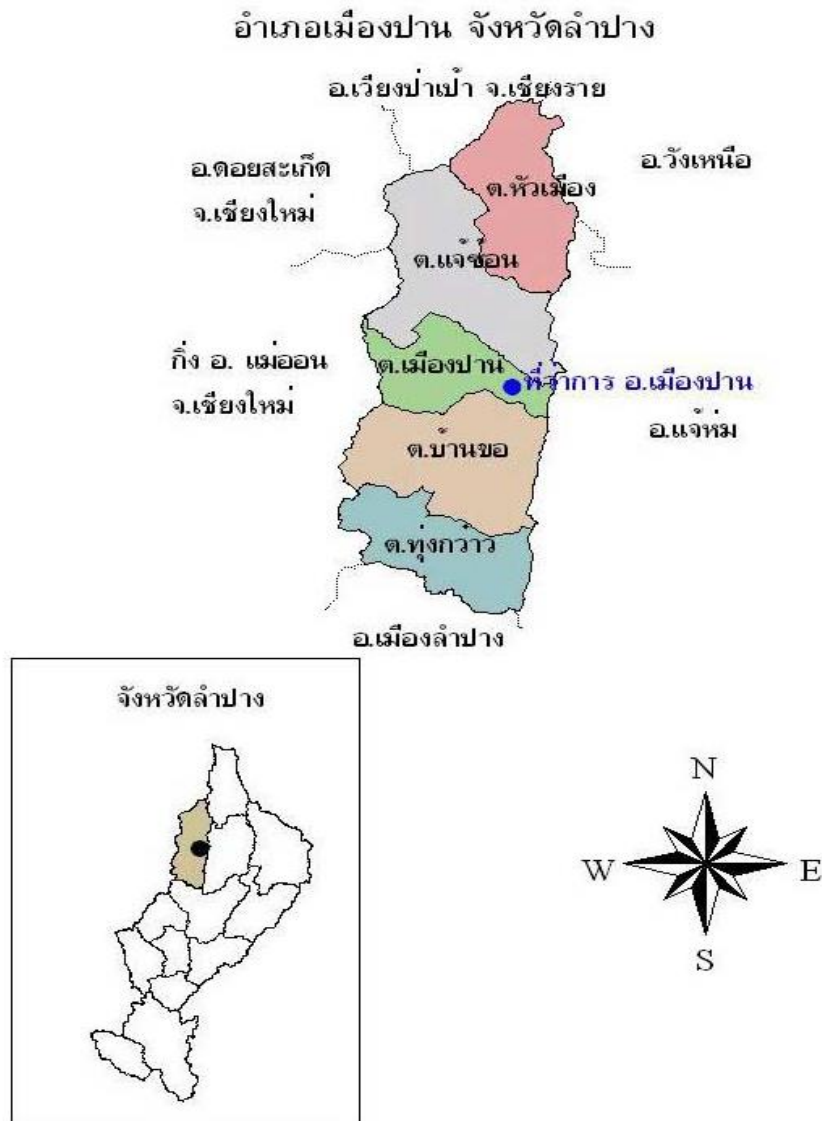 อำเภอเมืองปาน จังหวัดลำปาง
อ.เวียงป่าเป้า จ.เชียงราย
อ.ดอยสะเก็ด
จ.เชียงใหม่
อ.วังเหนือ
ต.หัวเมือง
ต.แจ้ซ้อน
กิ่ง อ. แม่ออน
จ.เชียงใหม่
ต.เมืองปาน
ที่ว่าการ อ.เมืองปาน
อ.แจ้ห่ม
ต.บ้านขอ
ต.ทุ่งกว๋าว
อ.เมืองลำปาง
จังหวัดลำปาง
N
W
E
S